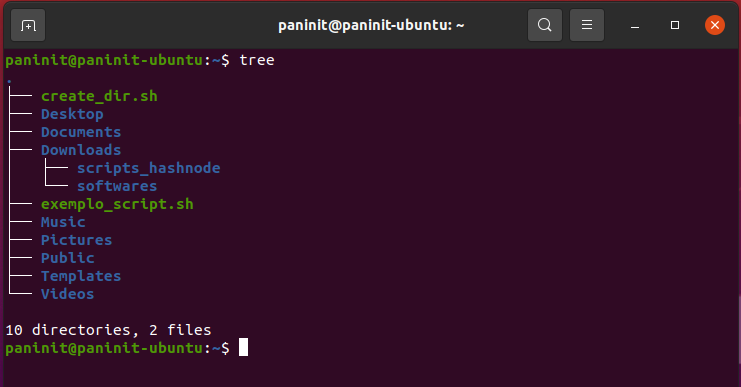 paninit@paninit-ubuntu: ~
paninit@paninit-ubuntu:~$ tree
.
├── create_dir.sh
├── Desktop
├── Documents
├── Downloads
│   ├── scripts_hashnode
│   └── softwares
├── exemplo_script.sh
├── Music
├── Pictures
├── Public
├── Templates
└── Videos
10 directories, 2 files
paninit@paninit-ubuntu:~$